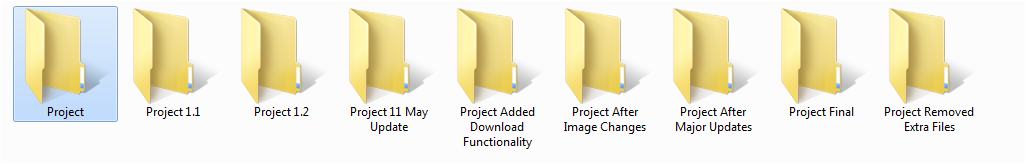 Project
Project 1.1
Project 1.2
Project 11 May
Update
Project Added
Download
Functionality
Project After
Image Changes
Project After
Major Updates
Project Final
Project Removed
Extra Files